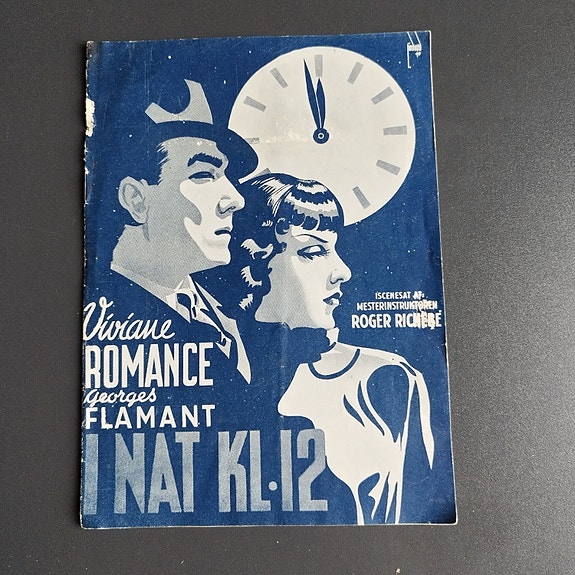 ISCENESAT AF:
MESTERINSTRUKTØREN
ROGER RICHEBÉ
Viviane
ROMANCE
Georges
FLAMANT
I NAT KL·12